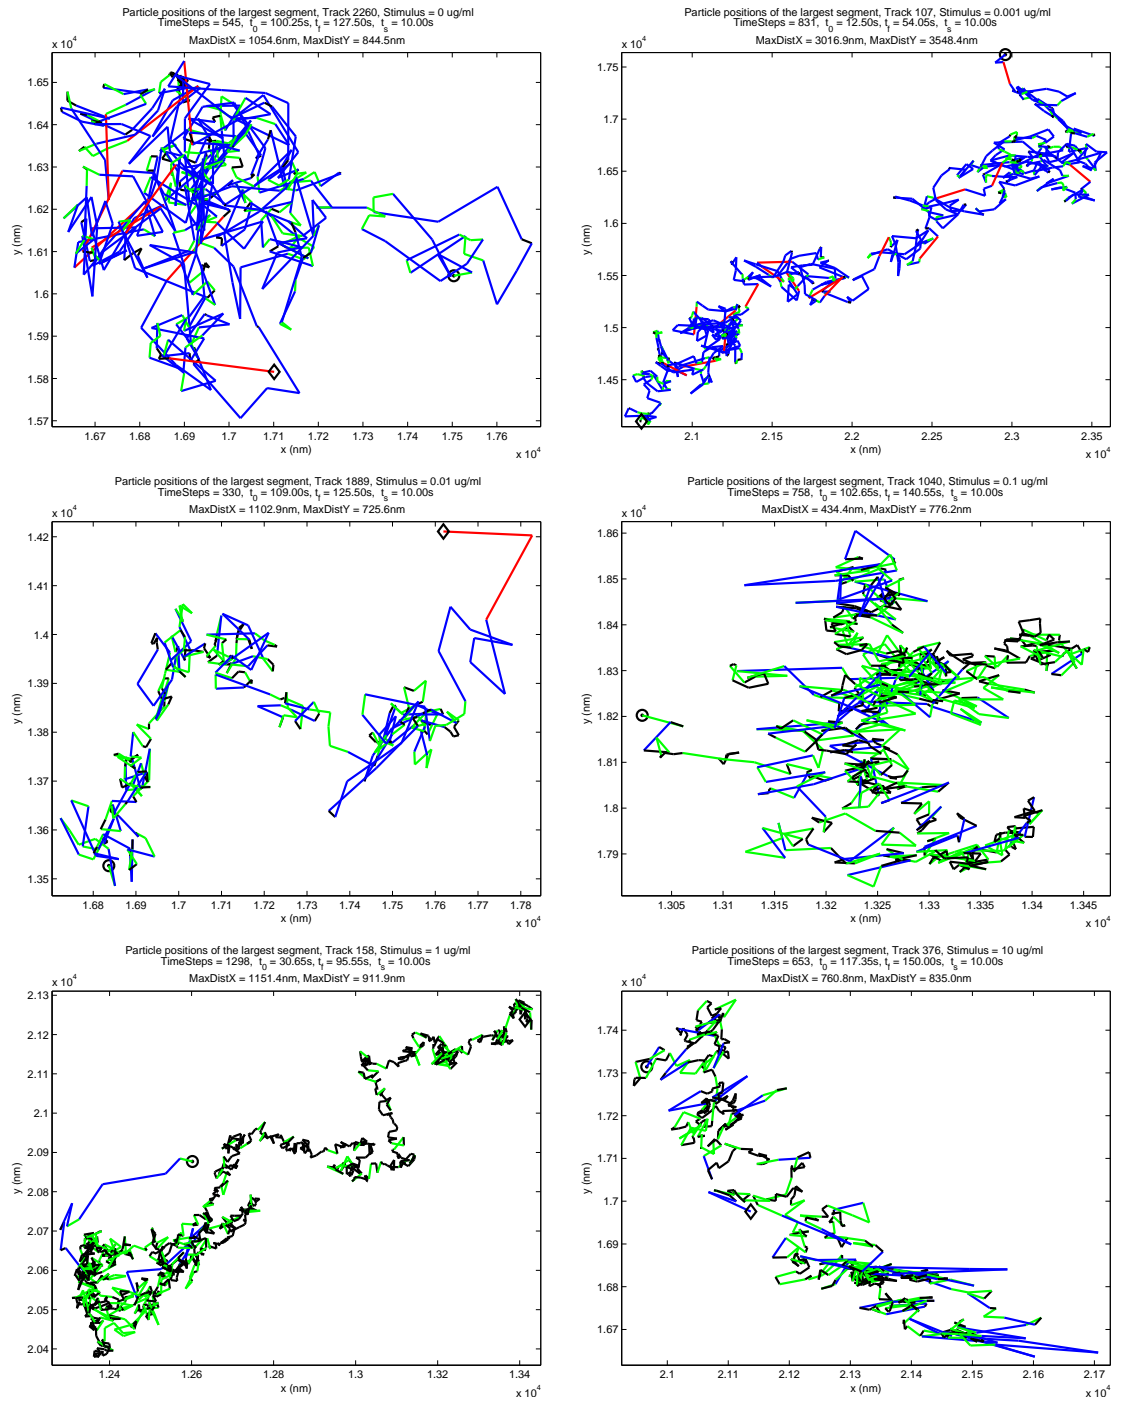 Particle positions of the largest segment, Track 2260, Stimulus = 0 ug/ml
TimeSteps = 545, t0 = 100.25s, tf = 127.50s, ts = 10.00s
MaxDistX = 1054.6nm, MaxDistY = 844.5nm
x 10^4
1.65
1.64
1.63
1.62
1.61
1.6
1.59
1.58
1.57
y (nm)
1.67 1.68 1.69 1.7 1.71 1.72 1.73 1.74 1.75 1.76
x (nm)
x 10^4
Particle positions of the largest segment, Track 107, Stimulus = 0.001 ug/ml
TimeSteps = 831, t0 = 12.50s, tf = 54.05s, ts = 10.00s
MaxDistX = 3016.9nm, MaxDistY = 3548.4nm
x 10^4
1.75
1.7
1.65
1.6
1.55
1.5
1.45
y (nm)
2.1 2.15 2.2 2.25 2.3 2.35
x (nm)
x 10^4
Particle positions of the largest segment, Track 1889, Stimulus = 0.01 ug/ml
TimeSteps = 330, t0 = 109.00s, tf = 125.50s, ts = 10.00s
MaxDistX = 1102.9nm, MaxDistY = 725.6nm
x 10^4
1.42
1.41
1.4
1.39
1.38
1.37
1.36
1.35
y (nm)
1.68 1.69 1.7 1.71 1.72 1.73 1.74 1.75 1.76 1.77 1.78
x (nm)
x 10^4
Particle positions of the largest segment, Track 1040, Stimulus = 0.1 ug/ml
TimeSteps = 758, t0 = 102.65s, tf = 140.55s, ts = 10.00s
MaxDistX = 434.4nm, MaxDistY = 776.2nm
x 10^4
1.86
1.85
1.84
1.83
1.82
1.81
1.8
1.79
y (nm)
1.305 1.31 1.315 1.32 1.325 1.33 1.335 1.34 1.345
x (nm)
x 10^4
Particle positions of the largest segment, Track 158, Stimulus = 1 ug/ml
TimeSteps = 1298, t0 = 30.65s, tf = 95.55s, ts = 10.00s
MaxDistX = 1151.4nm, MaxDistY = 911.9nm
x 10^4
2.13
2.12
2.11
2.1
2.09
2.08
2.07
2.06
2.05
2.04
y (nm)
1.24 1.26 1.28 1.3 1.32 1.34
x (nm)
x 10^4
Particle positions of the largest segment, Track 376, Stimulus = 10 ug/ml
TimeSteps = 653, t0 = 117.35s, tf = 150.00s, ts = 10.00s
MaxDistX = 760.8nm, MaxDistY = 835.0nm
x 10^4
1.74
1.73
1.72
1.71
1.7
1.69
1.68
1.67
y (nm)
2.1 2.11 2.12 2.13 2.14 2.15 2.16 2.17
x (nm)
x 10^4